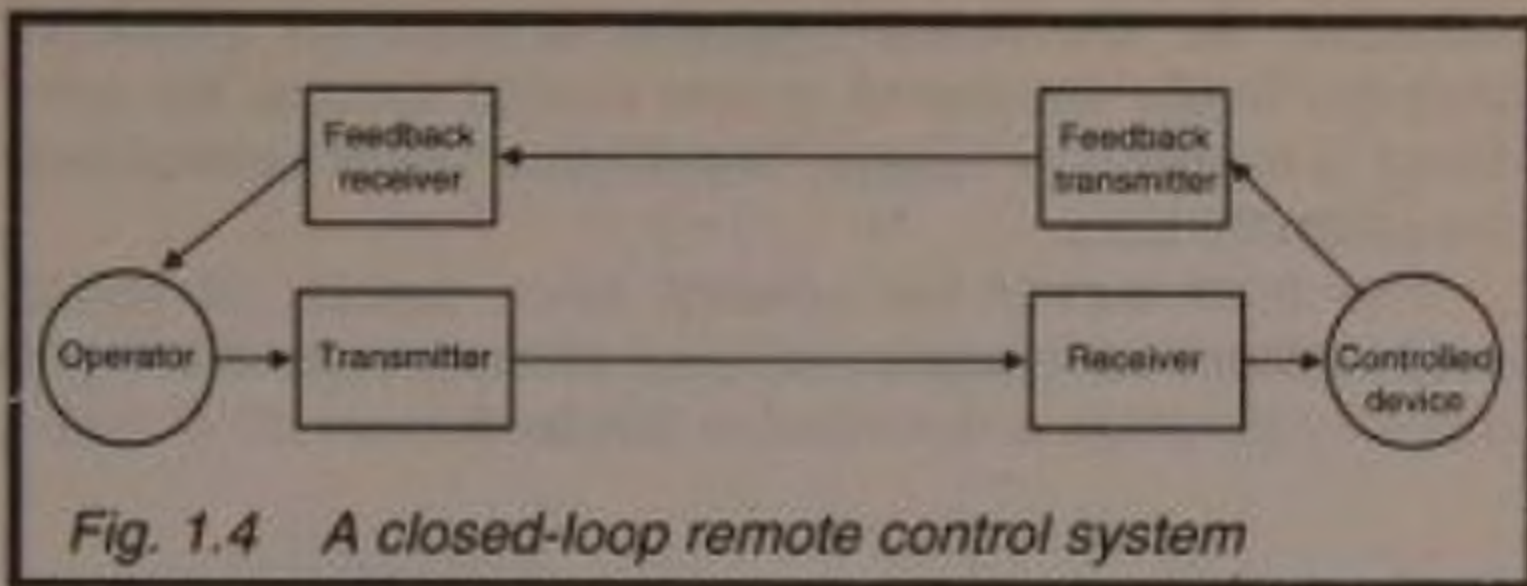 Feedback
receiver
Feedback
transmitter
Operator
Transmitter
Receiver
Controlled
device
Fig. 1.4 A closed-loop remote control system